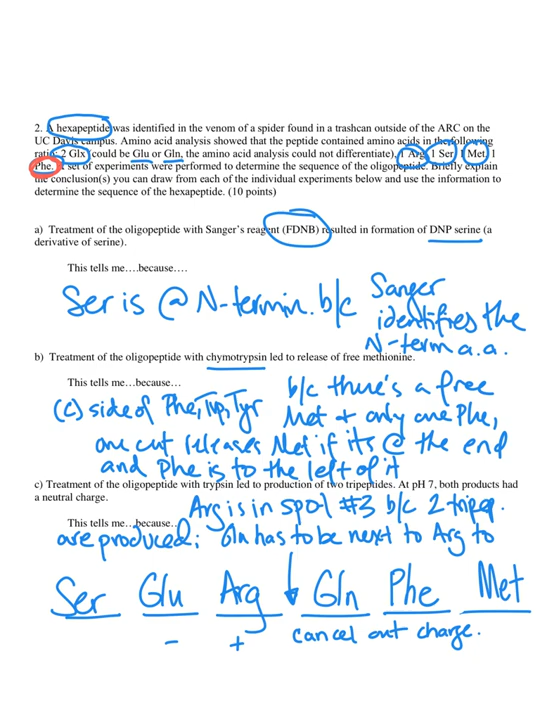 2. A hexapeptide was identified in the venom of a spider found in a trashcan outside of the ARC on the
UC Davis campus. Amino acid analysis showed that the peptide contained amino acids in the following
ratio: 2 Glx (could be Glu or Gln, the amino acid analysis could not differentiate), 1 Arg, 1 Ser, 1 Met, 1
Phe. A set of experiments were performed to determine the sequence of the oligopeptide. Briefly explain
the conclusion(s) you can draw from each of the individual experiments below and use the information to
determine the sequence of the hexapeptide. (10 points)
a) Treatment of the oligopeptide with Sanger's reagent (FDNB) resulted in formation of DNP serine (a
derivative of serine).
This tells me….because….
Ser is @ N-termin. b/c Sanger
identifies the
N-term a.a.
b) Treatment of the oligopeptide with chymotrypsin led to release of free methionine.
This tells me…because…
(C) side of Phe, Trp, Tyr
b/c there's a free
Met + only one Phe,
one cut releases Met if its @ the end
and Phe is to the left of it
c) Treatment of the oligopeptide with trypsin led to production of two tripeptides. At pH 7, both products had
a neutral charge.
Arg is in spot #3 b/c 2 tripep.
This tells me…because…
are produced; Gln has to be next to Arg to
Ser Glu Arg ↓ Gln Phe Met
- + cancel out charge.